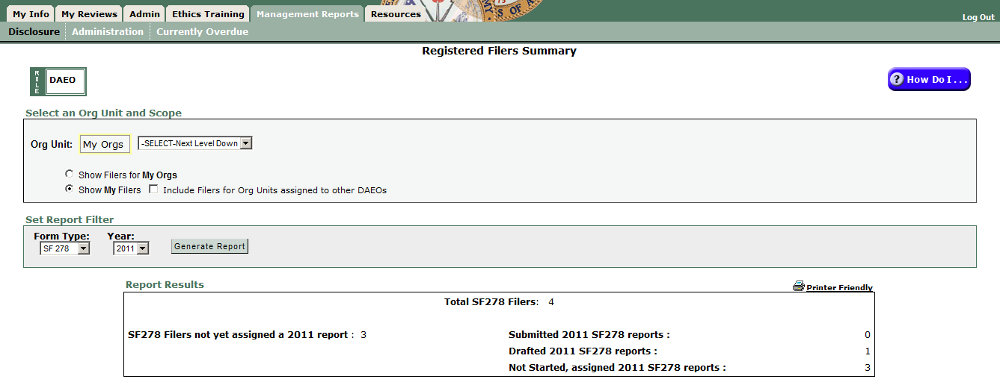 My Info My Reviews Admin Ethics Training Management Reports Resources Log Out
Disclosure Administration Currently Overdue
Registered Filers Summary
ROLE DAEO
? How Do I . . .
Select an Org Unit and Scope
Org Unit: My Orgs -SELECT-Next Level Down
Show Filers for My Orgs
Show My Filers Include Filers for Org Units assigned to other DAEOs
Set Report Filter
Form Type: Year:
SF 278 2011 Generate Report
Report Results Printer Friendly
Total SF278 Filers: 4
SF278 Filers not yet assigned a 2011 report : 3 Submitted 2011 SF278 reports : 0
Drafted 2011 SF278 reports : 1
Not Started, assigned 2011 SF278 reports : 3